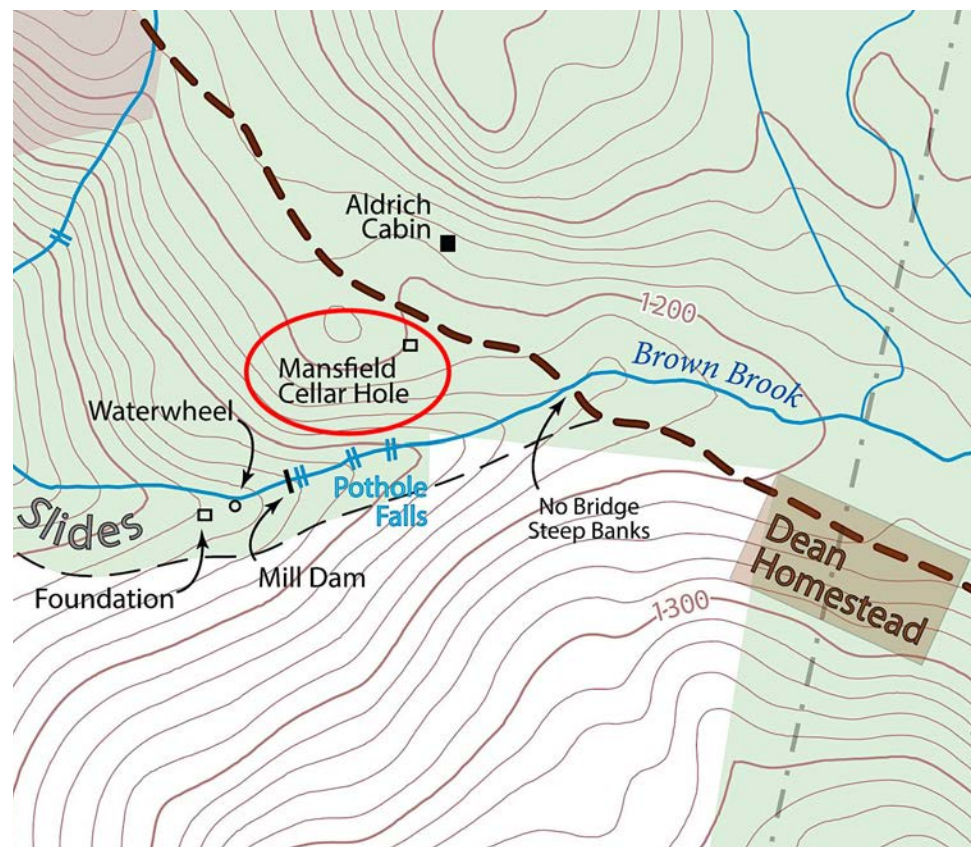 Aldrich
Cabin
1200
Mansfield
Cellar Hole
Brown Brook
Waterwheel
Pothole
Falls
No Bridge
Steep Banks
Slides
Mill Dam
Foundation
Dean
Homestead
1300